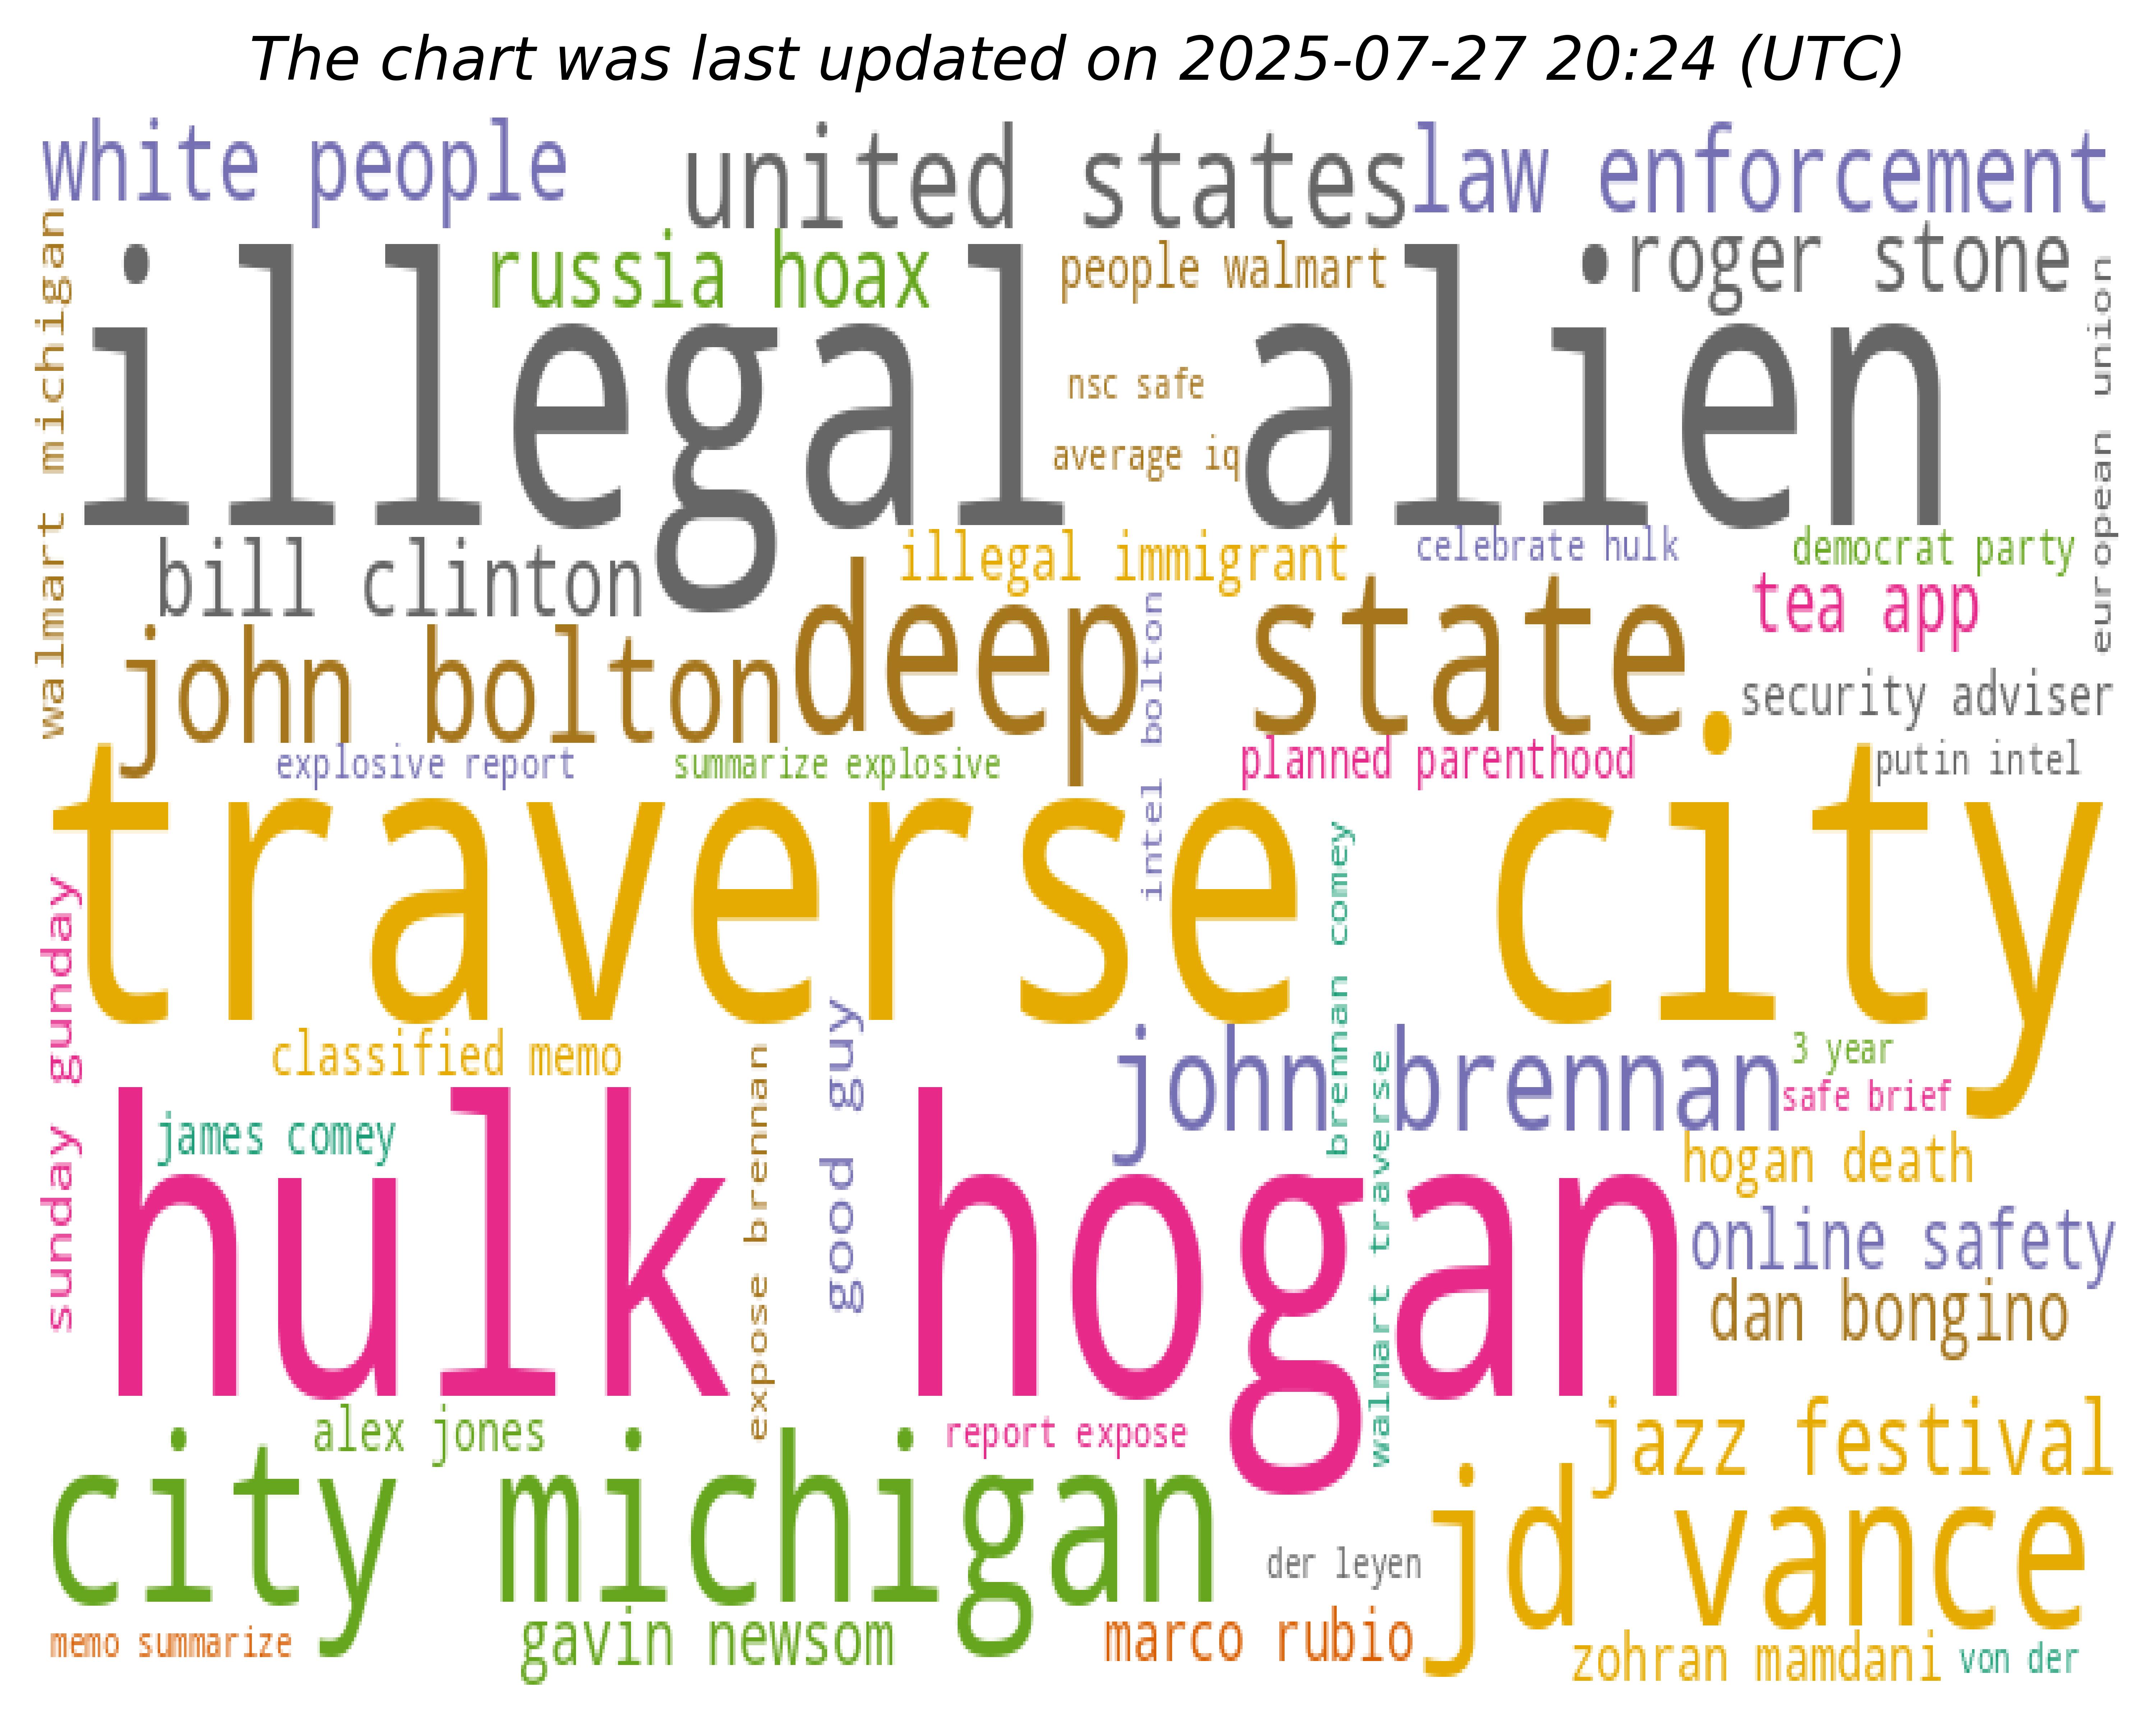 The chart was last updated on 2025-07-27 20:24 (UTC)
white people
united states
law enforcement
russia hoax
people walmart
roger stone
walmart michigan
european union
illegal alien
nsc safe
average iq
bill clinton
illegal immigrant
celebrate hulk
democrat party
tea app
john bolton
deep state
intel bolton
security adviser
explosive report
summarize explosive
planned parenthood
putin intel
traverse city
sunday gunday
brennan comey
classified memo
good guy
expose brennan
john brennan
3 year
safe brief
james comey
walmart traverse
hogan death
hulk hogan
online safety
dan bongino
alex jones
report expose
jazz festival
city michigan
jd vance
der leyen
memo summarize
gavin newsom
marco rubio
zohran mamdani
von der